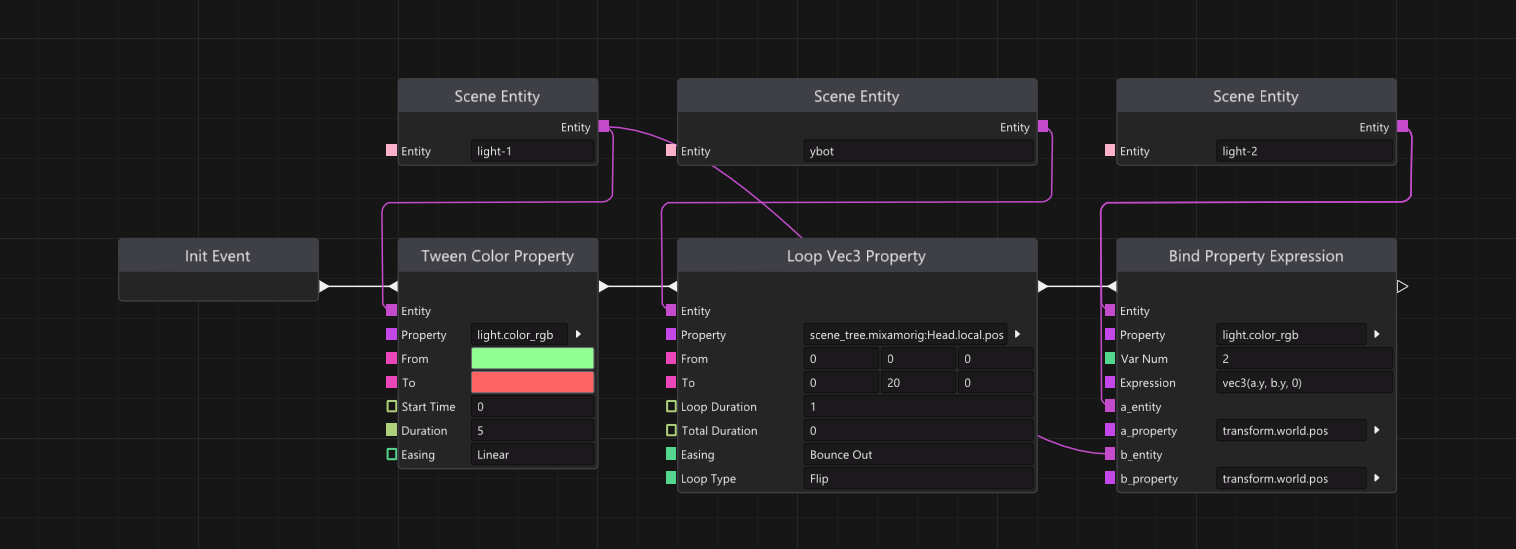 Scene Entity
Entity
Entity light-1
Scene Entity
Entity
Entity ybot
Scene Entity
Entity
Entity light-2
Init Event
Tween Color Property
Entity
Property light.color_rgb
From
To
Start Time 0
Duration 5
Easing Linear
Loop Vec3 Property
Entity
Property scene_tree.mixamorig:Head.local.pos
From 0 0 0
To 0 20 0
Loop Duration 1
Total Duration 0
Easing Bounce Out
Loop Type Flip
Bind Property Expression
Entity
Property light.color_rgb
Var Num 2
Expression vec3(a.y, b.y, 0)
a_entity
a_property transform.world.pos
b_entity
b_property transform.world.pos